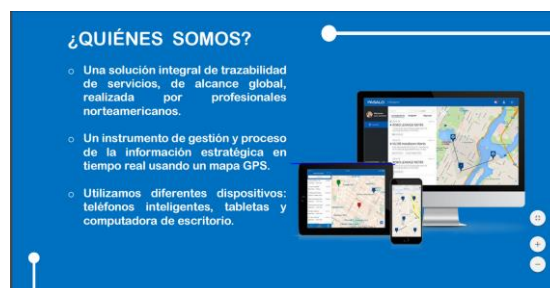 ¿QUIÉNES SOMOS?
○ Una solución integral de trazabilidad
de servicios, de alcance global,
realizada por profesionales
norteamericanos.
○ Un instrumento de gestión y proceso
de la información estratégica en
tiempo real usando un mapa GPS.
○ Utilizamos diferentes dispositivos:
teléfonos inteligentes, tabletas y
computadora de escritorio.